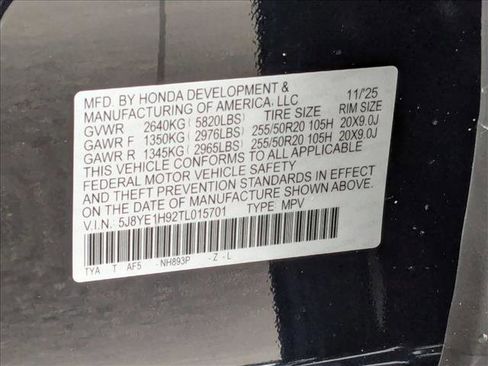 MFD. BY HONDA DEVELOPMENT & 11/'25
MANUFACTURING OF AMERICA, LLC
GVWR 2640KG (5820LBS) TIRE SIZE RIM SIZE
GAWR F 1350KG (2976LBS) 255/50R20 105H 20X9.0J
GAWR R 1345KG (2965LBS) 255/50R20 105H 20X9.0J
THIS VEHICLE CONFORMS TO ALL APPLICABLE
FEDERAL MOTOR VEHICLE SAFETY
AND THEFT PREVENTION STANDARDS IN EFFECT
ON THE DATE OF MANUFACTURE SHOWN ABOVE.
V.I.N. 5J8YE1H92TL015701 TYPE: MPV
TYA T AF5 -NH893P -Z -L